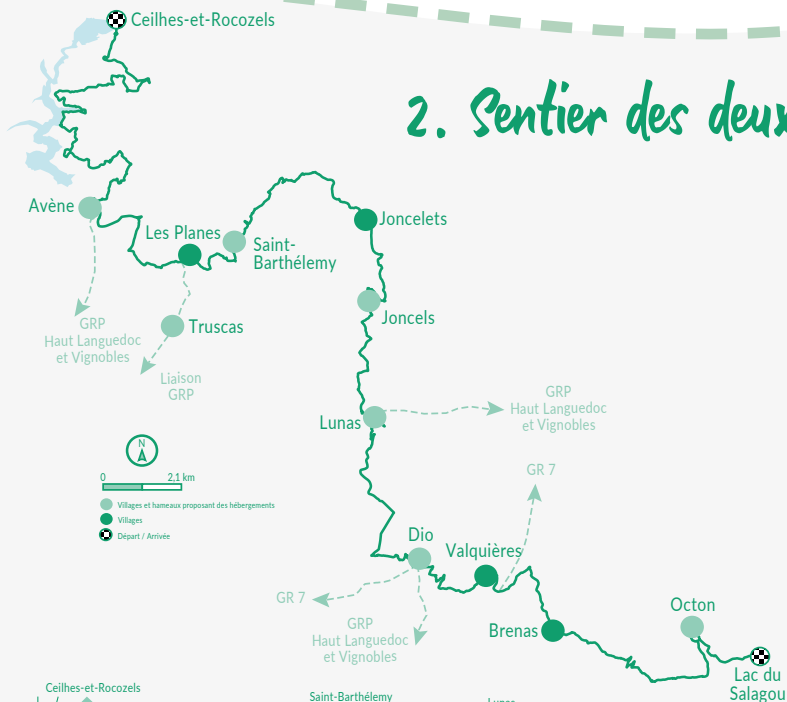 Ceilhes-et-Rocozels
2. Sentier des deux
Avène
Les Planes
Saint-
Barthélemy
Joncelets
GRP
Haut Languedoc
et Vignobles
Truscas
Joncels
Liaison
GRP
Lunas
GRP
Haut Languedoc
et Vignobles
N
0 2,1 km
Villages et hameaux proposant des hébergements
Villages
Départ / Arrivée
GR 7
Dio
Valquières
GR 7
GRP
Haut Languedoc
et Vignobles
Brenas
Octon
Lac du
Salagou
Ceilhes-et-Rocozels
Saint-Barthélemy
Lunas